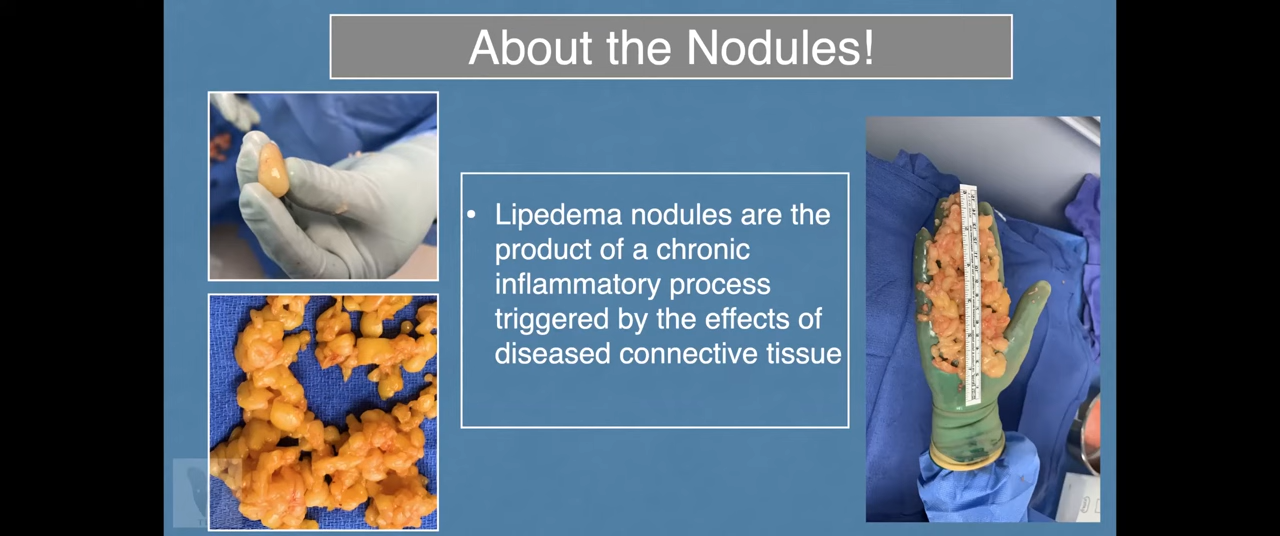 About the Nodules!
• Lipedema nodules are the
product of a chronic
inflammatory process
triggered by the effects of
diseased connective tissue